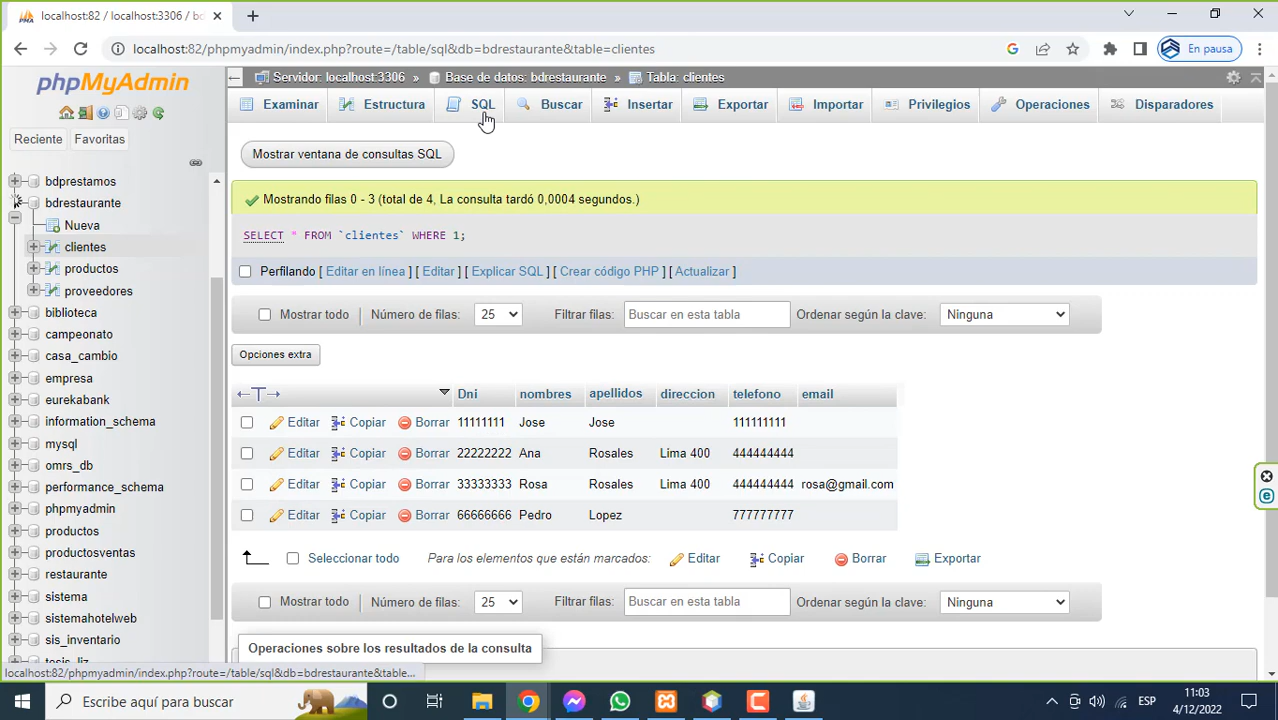 localhost:82 / localhost:3306 / bd
localhost:82/phpmyadmin/index.php?route=/table/sql&db=bdrestaurante&table=clientes
En pausa
phpMyAdmin
Reciente Favoritas
bdprestamos
bdrestaurante
Nueva
clientes
productos
proveedores
biblioteca
campeonato
casa_cambio
empresa
eurekabank
information_schema
mysql
omrs_db
performance_schema
phpmyadmin
productos
productosventas
restaurante
sistema
sistemahotelweb
sis_inventario
tesis_liz
Servidor: localhost:3306 » Base de datos: bdrestaurante » Tabla: clientes
Examinar Estructura SQL Buscar Insertar Exportar Importar Privilegios Operaciones Disparadores
Mostrar ventana de consultas SQL
Mostrando filas 0 - 3 (total de 4, La consulta tardó 0,0004 segundos.)
SELECT * FROM `clientes` WHERE 1;
Perfilando [ Editar en línea ] [ Editar ] [ Explicar SQL ] [ Crear código PHP ] [ Actualizar ]
Mostrar todo | Número de filas: 25 Filtrar filas: Buscar en esta tabla Ordenar según la clave: Ninguna
Opciones extra
←T→ Dni nombres apellidos direccion telefono email
Editar Copiar Borrar 11111111 Jose Jose 111111111
Editar Copiar Borrar 22222222 Ana Rosales Lima 400 444444444
Editar Copiar Borrar 33333333 Rosa Rosales Lima 400 444444444 rosa@gmail.com
Editar Copiar Borrar 66666666 Pedro Lopez 777777777
Seleccionar todo Para los elementos que están marcados: Editar Copiar Borrar Exportar
Mostrar todo | Número de filas: 25 Filtrar filas: Buscar en esta tabla Ordenar según la clave: Ninguna
Operaciones sobre los resultados de la consulta
localhost:82/phpmyadmin/index.php?route=/table/sql&db=bdrestaurante&table...
Escribe aquí para buscar
ESP
11:03
4/12/2022